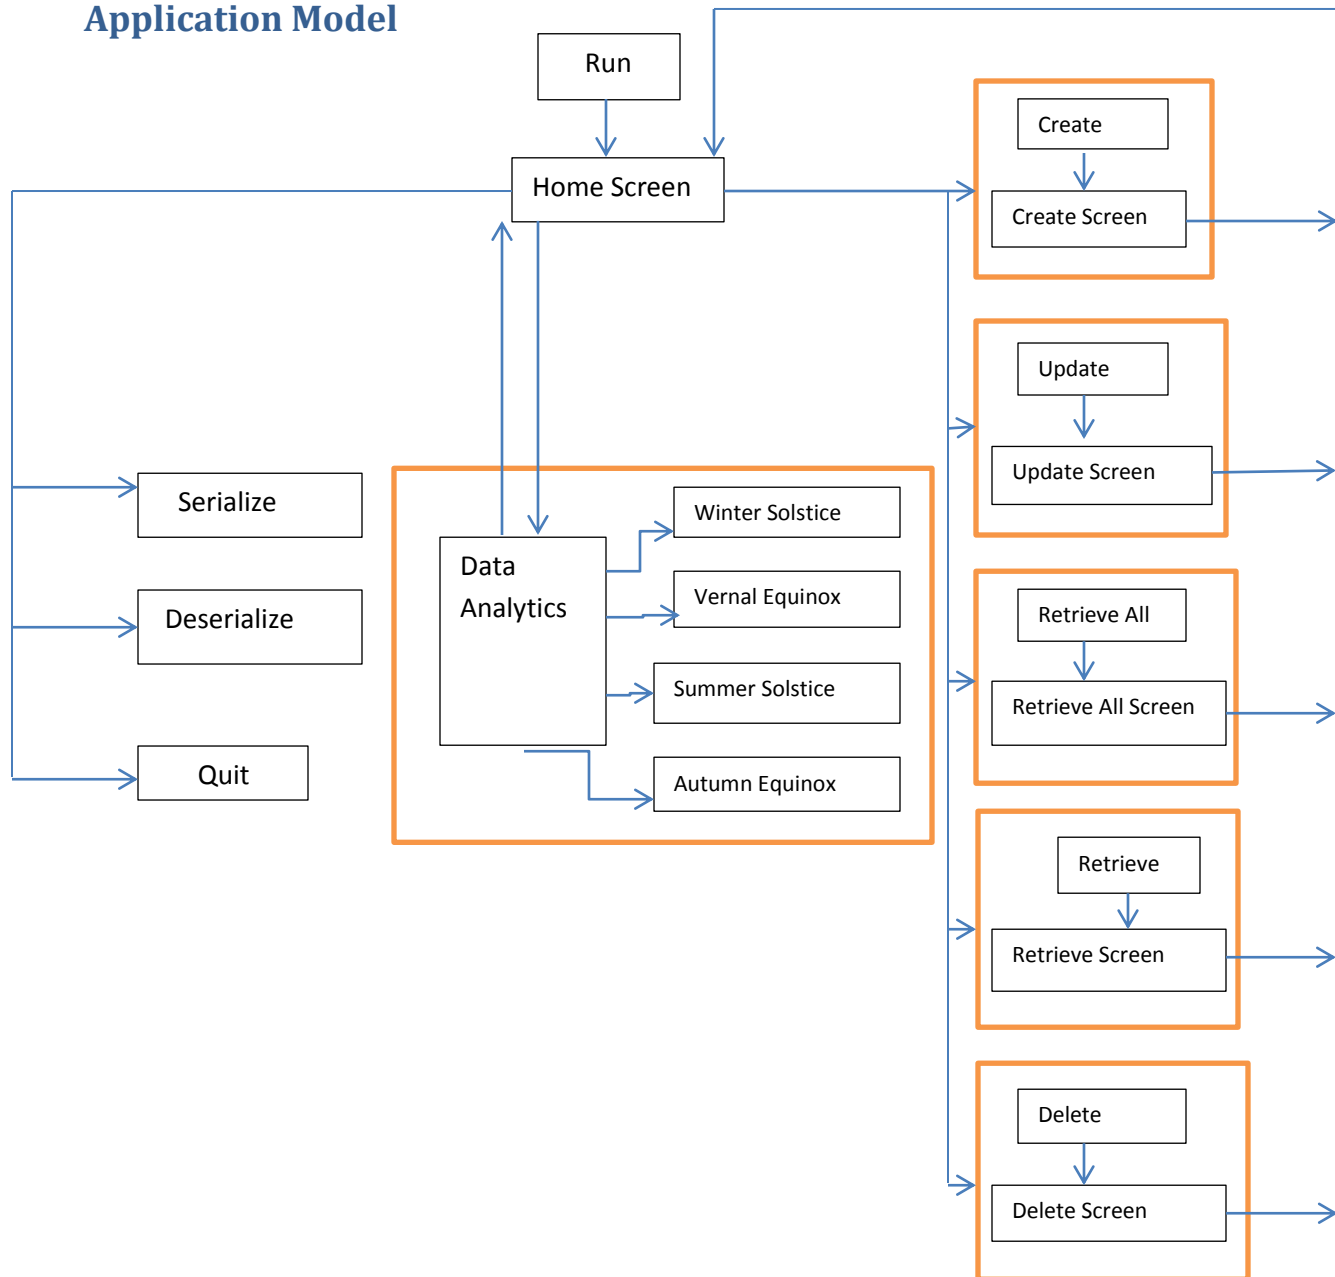 Application Model
Run
Home Screen
Create
Create Screen
Update
Update Screen
Serialize
Deserialize
Quit
Data
Analytics
Winter Solstice
Vernal Equinox
Summer Solstice
Autumn Equinox
Retrieve All
Retrieve All Screen
Retrieve
Retrieve Screen
Delete
Delete Screen